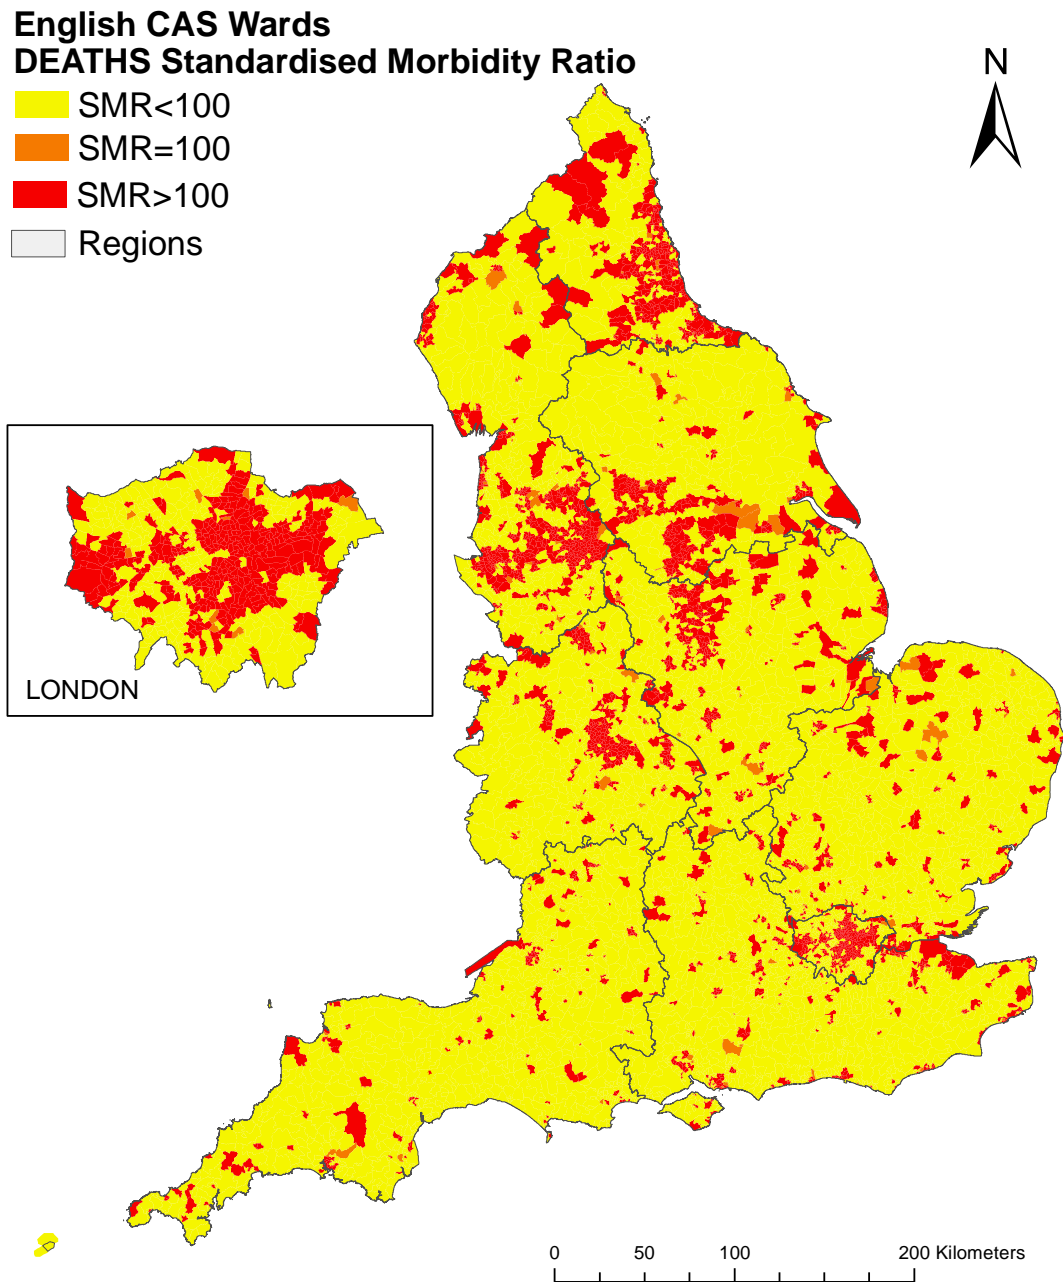 English CAS Wards
DEATHS Standardised Morbidity Ratio
N
SMR<100
SMR=100
SMR>100
Regions
LONDON
0 50 100 200 Kilometers